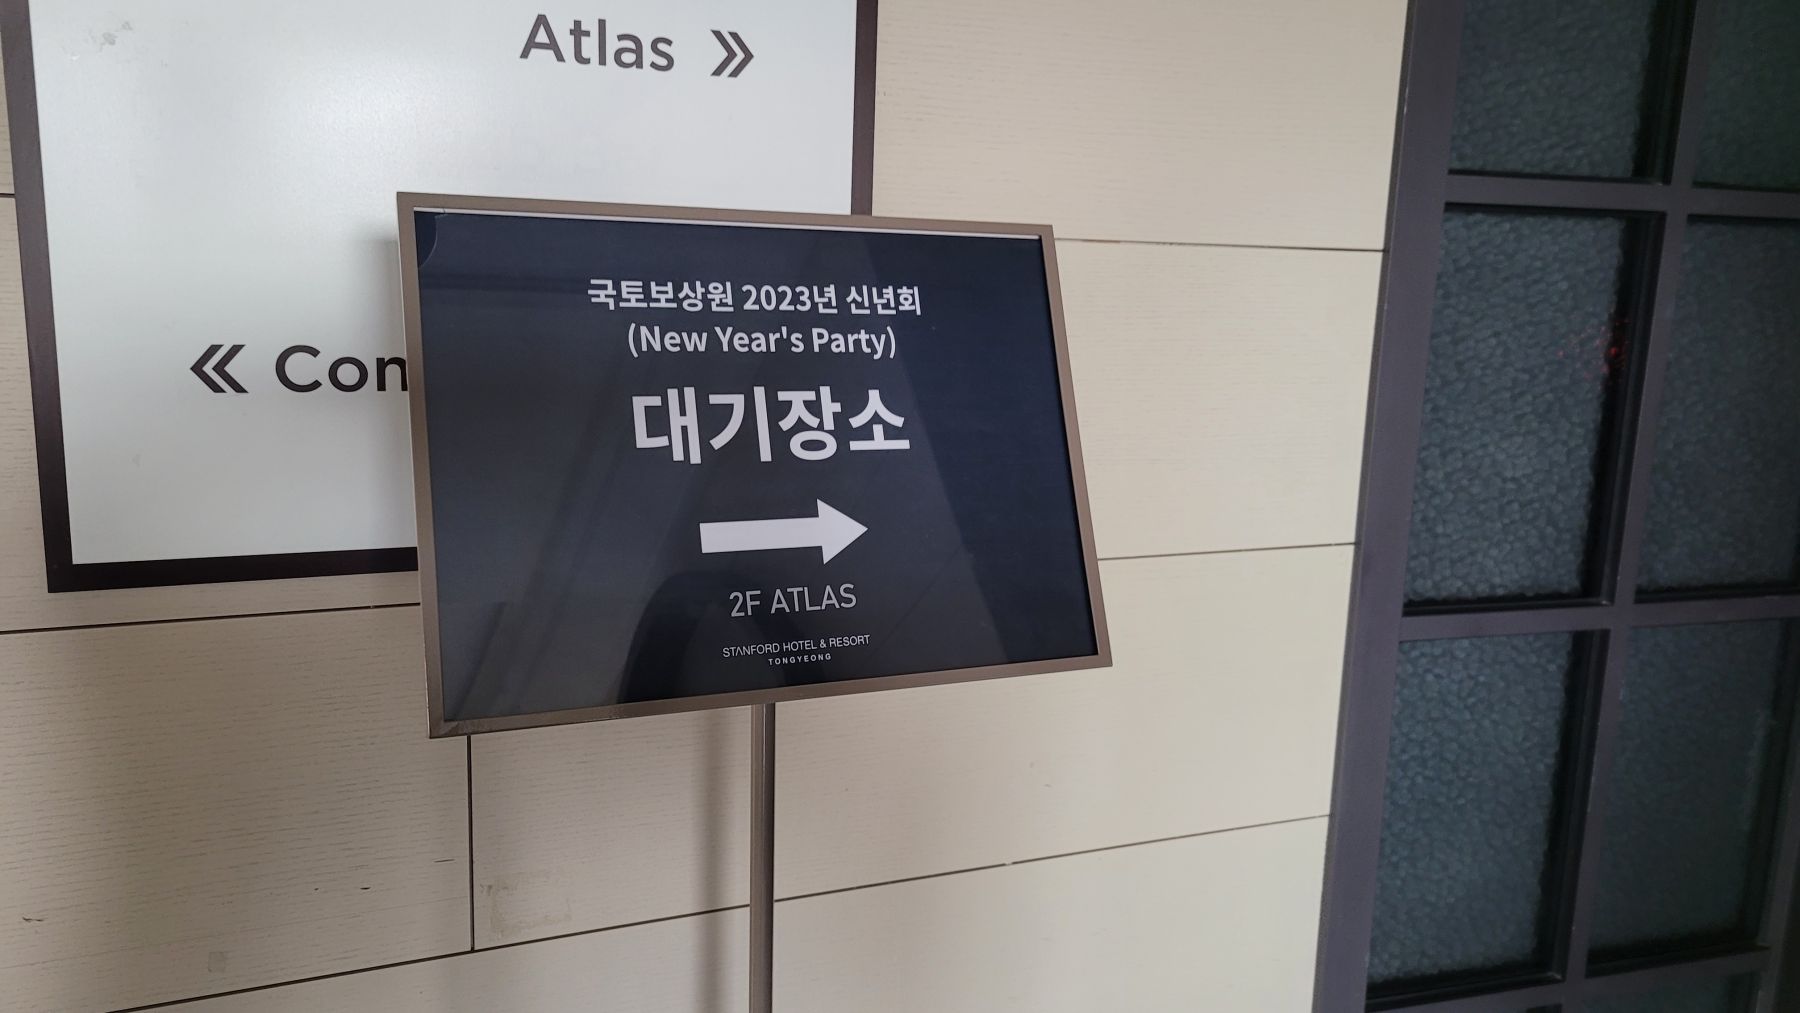 Atlas »
« Con
국토보상원 2023년 신년회
(New Year's Party)
대기장소
2F ATLAS
STANFORD HOTEL & RESORT
TONGYEONG